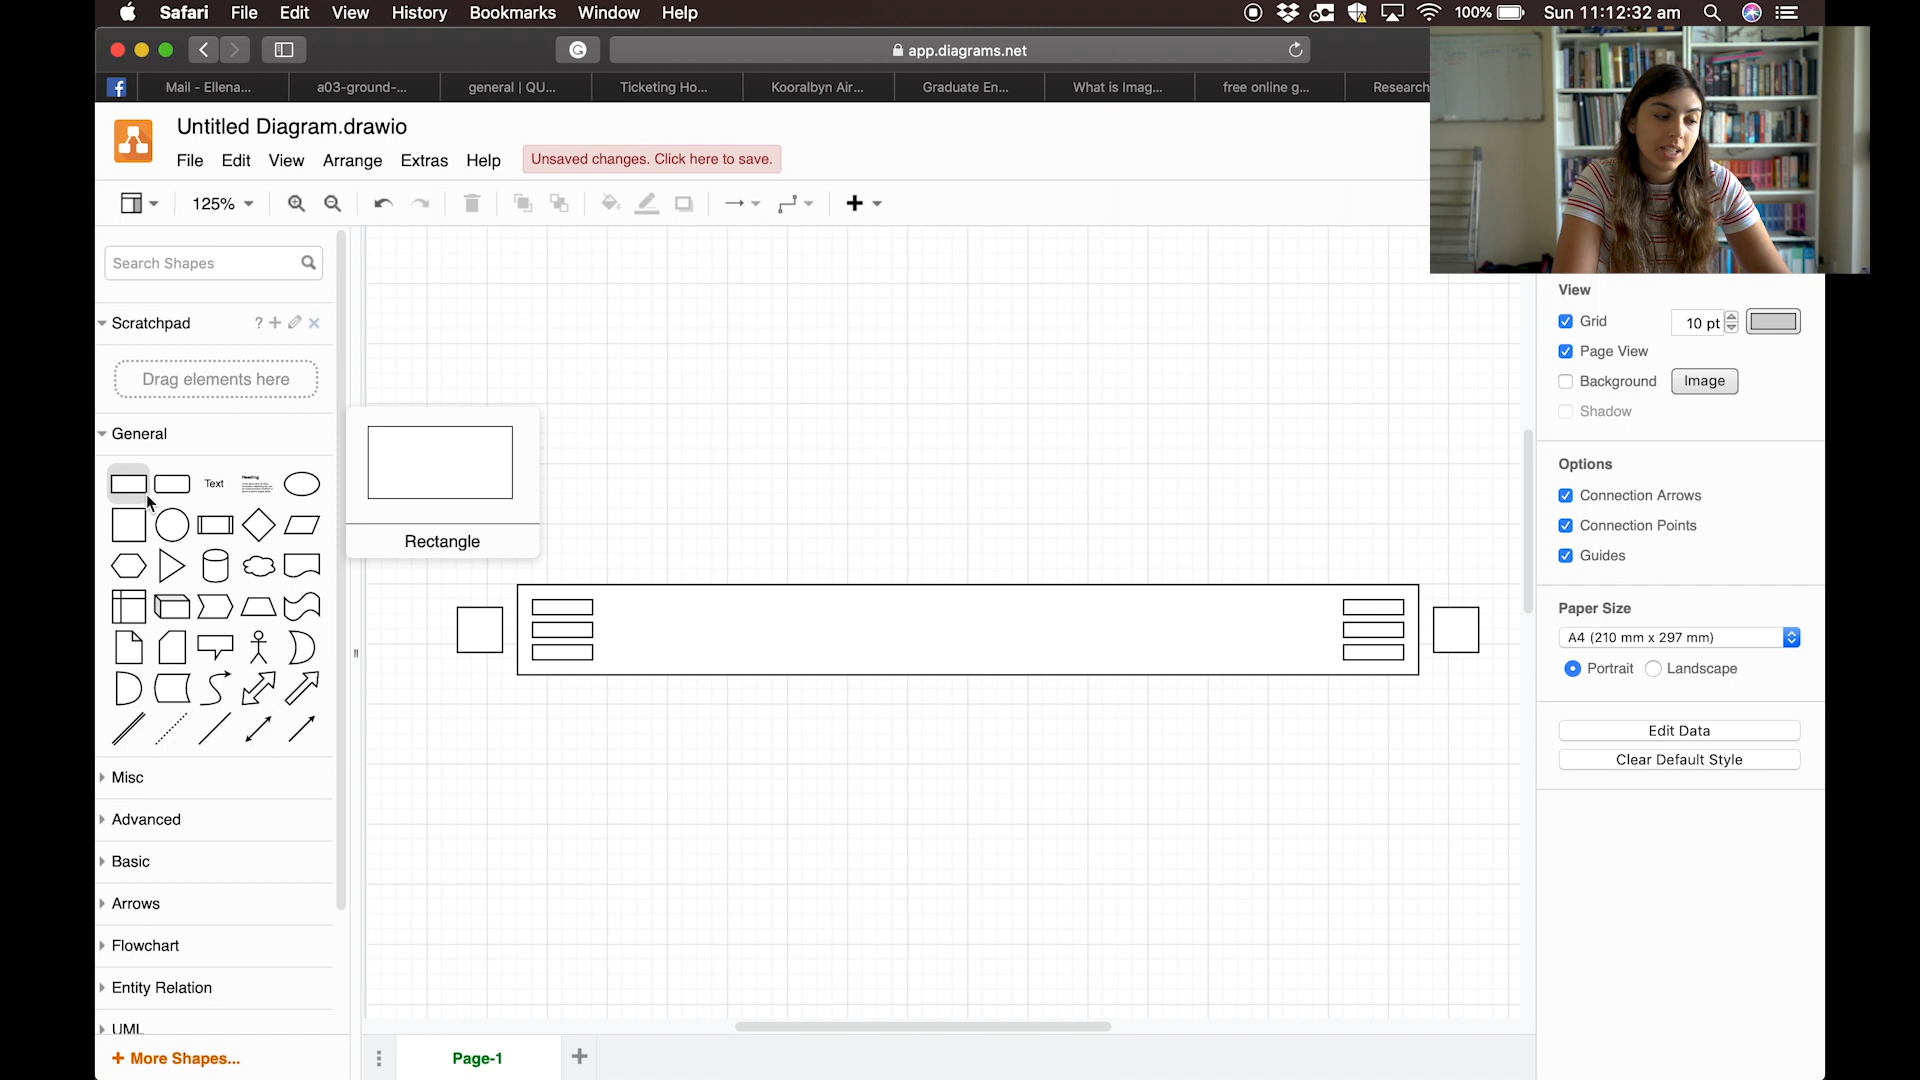 Safari File Edit View History Bookmarks Window Help 100% Sun 11:12:32 am
app.diagrams.net
Mail - Ellena... a03-ground-... general | QU... Ticketing Ho... Kooralbyn Air... Graduate En... What is Imag... free online g... Research
Untitled Diagram.drawio
File Edit View Arrange Extras Help Unsaved changes. Click here to save.
125%
Search Shapes
Scratchpad ?
Drag elements here
General
Text
Heading
Rectangle
Misc
Advanced
Basic
Arrows
Flowchart
Entity Relation
UML
+ More Shapes...
Page-1
View
Grid 10 pt
Page View
Background Image
Shadow
Options
Connection Arrows
Connection Points
Guides
Paper Size
A4 (210 mm x 297 mm)
Portrait Landscape
Edit Data
Clear Default Style